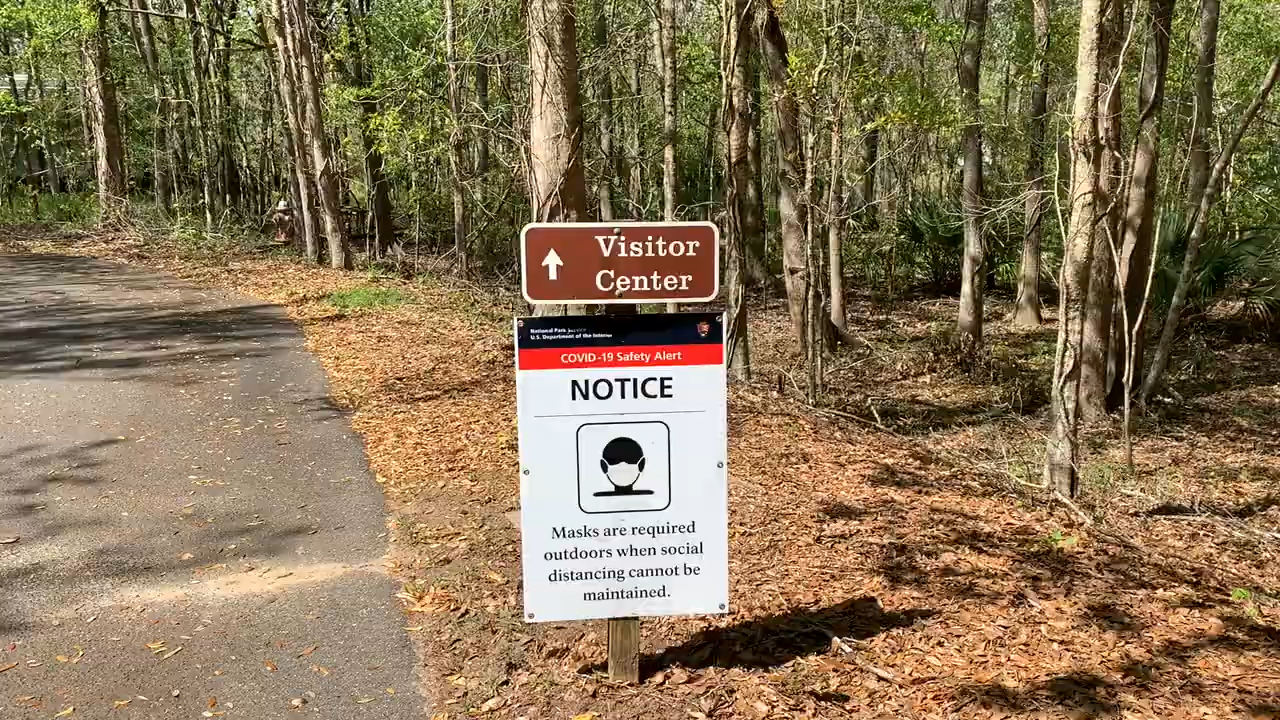 Visitor
Center
National Park Service
U.S. Department of the Interior
COVID-19 Safety Alert
NOTICE
Masks are required
outdoors when social
distancing cannot be
maintained.